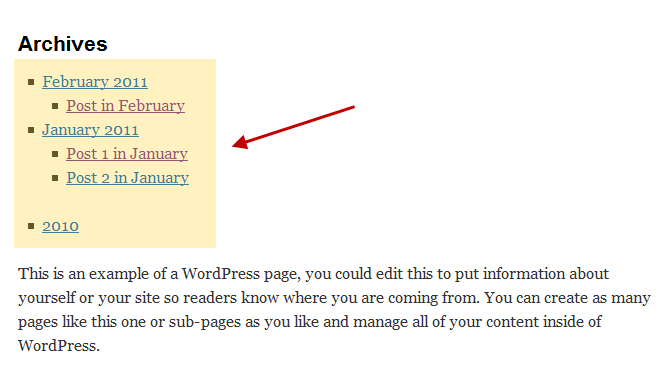 Archives
February 2011
Post in February
January 2011
Post 1 in January
Post 2 in January
2010
This is an example of a WordPress page, you could edit this to put information about
yourself or your site so readers know where you are coming from. You can create as many
pages like this one or sub-pages as you like and manage all of your content inside of
WordPress.